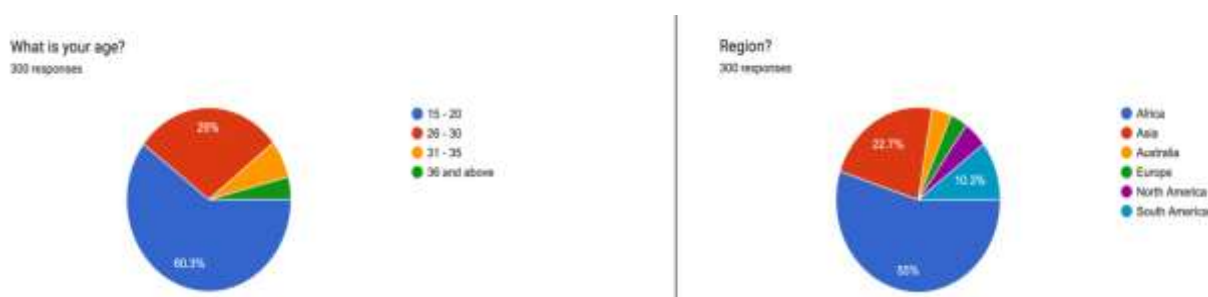 What is your age?
300 responses
29%
60.3%
15 - 20
26 - 30
31 - 35
36 and above
Region?
300 responses
22.7%
10.3%
55%
Africa
Asia
Australia
Europe
North America
South America